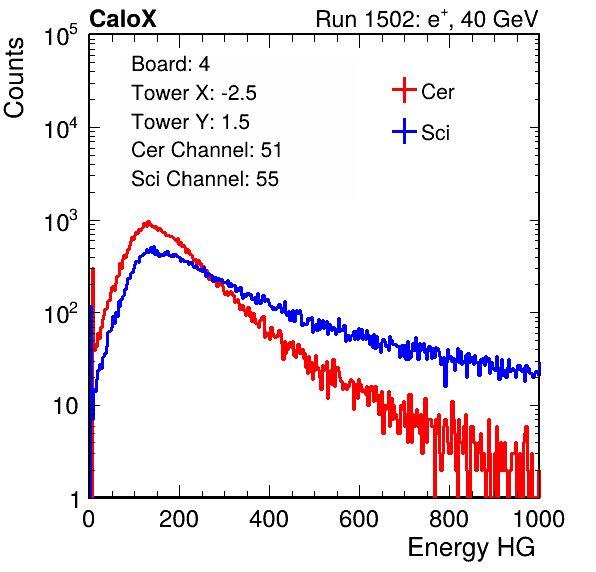 CaloX Run 1502: e⁺, 40 GeV
Counts
10⁵
10⁴
10³
10²
10
1
Board: 4
Tower X: -2.5
Tower Y: 1.5
Cer Channel: 51
Sci Channel: 55
Cer
Sci
0 200 400 600 800 1000
Energy HG